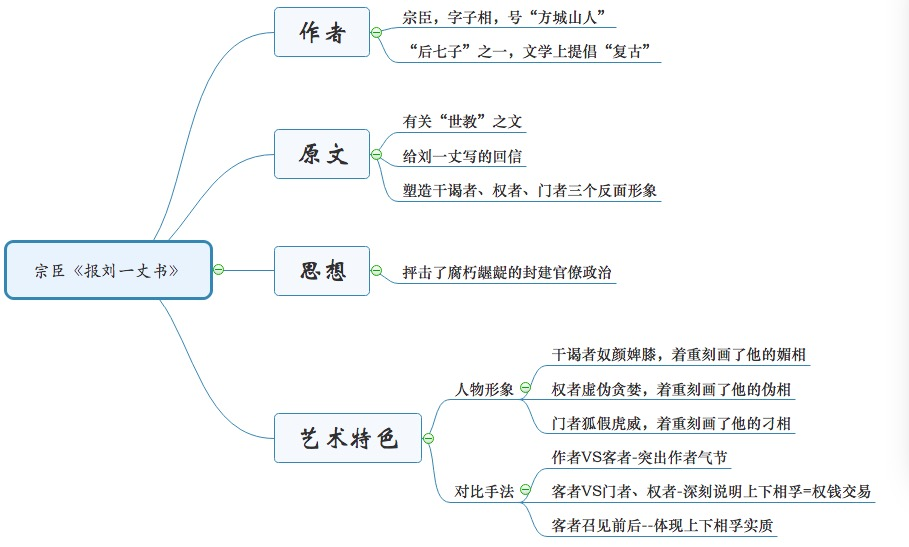 宗臣《报刘一丈书》
作者
宗臣，字子相，号“方城山人”
“后七子”之一，文学上提倡“复古”
原文
有关“世教”之文
给刘一丈写的回信
塑造干谒者、权者、门者三个反面形象
思想
抨击了腐朽龌龊的封建官僚政治
艺术特色
人物形象
干谒者奴颜婢膝，着重刻画了他的媚相
权者虚伪贪婪，着重刻画了他的伪相
门者狐假虎威，着重刻画了他的刁相
对比手法
作者VS客者-突出作者气节
客者VS门者、权者-深刻说明上下相孚=权钱交易
客者召见前后--体现上下相孚实质